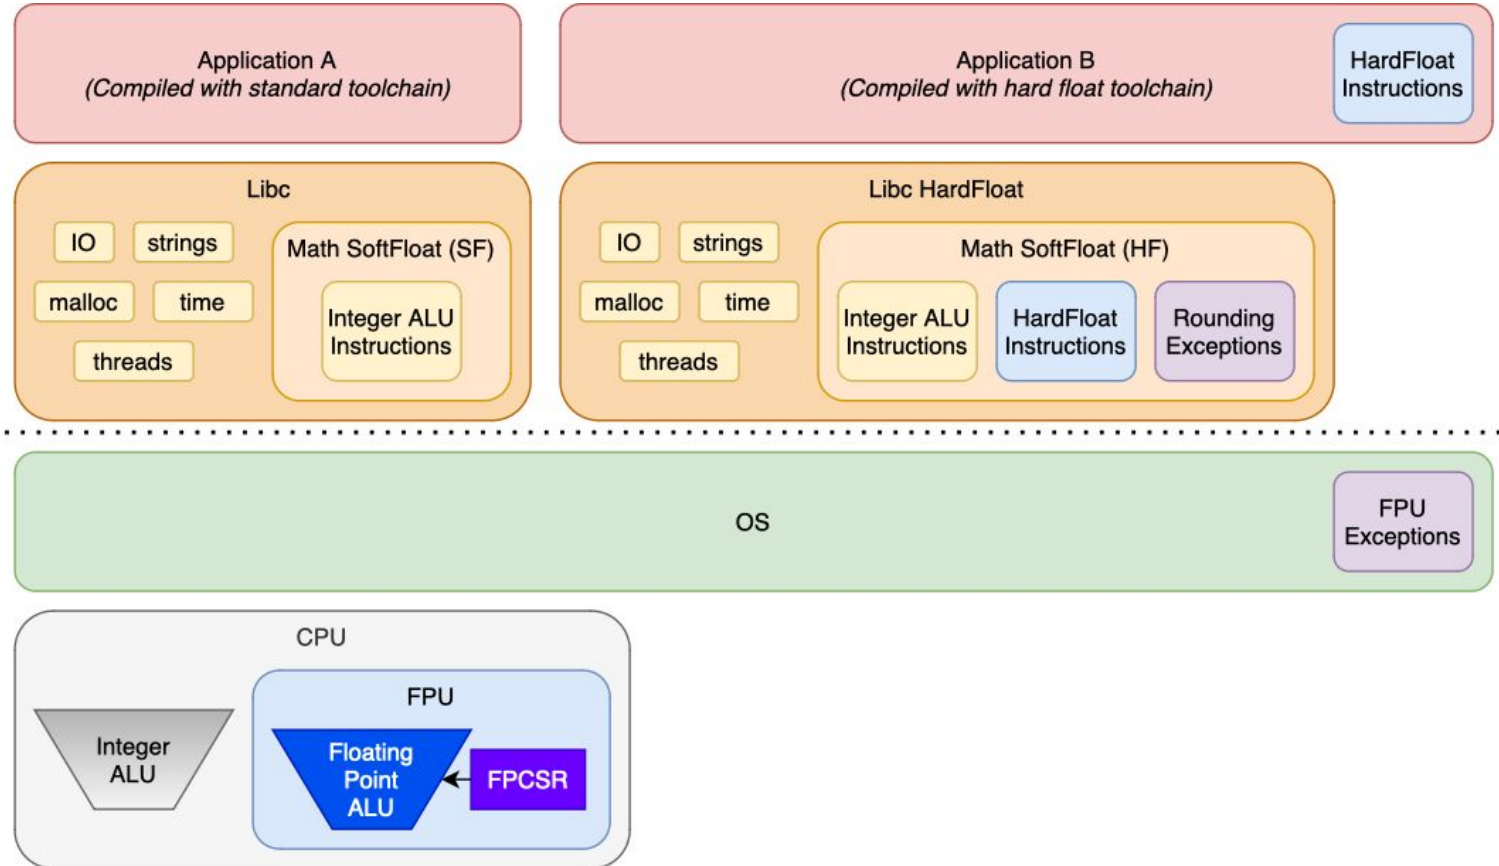 Application A
(Compiled with standard toolchain)
Application B
(Compiled with hard float toolchain)
HardFloat
Instructions
Libc
IO
strings
malloc
time
threads
Math SoftFloat (SF)
Integer ALU
Instructions
Libc HardFloat
IO
strings
malloc
time
threads
Math SoftFloat (HF)
Integer ALU
Instructions
HardFloat
Instructions
Rounding
Exceptions
OS
FPU
Exceptions
CPU
Integer
ALU
FPU
Floating
Point
ALU
FPCSR